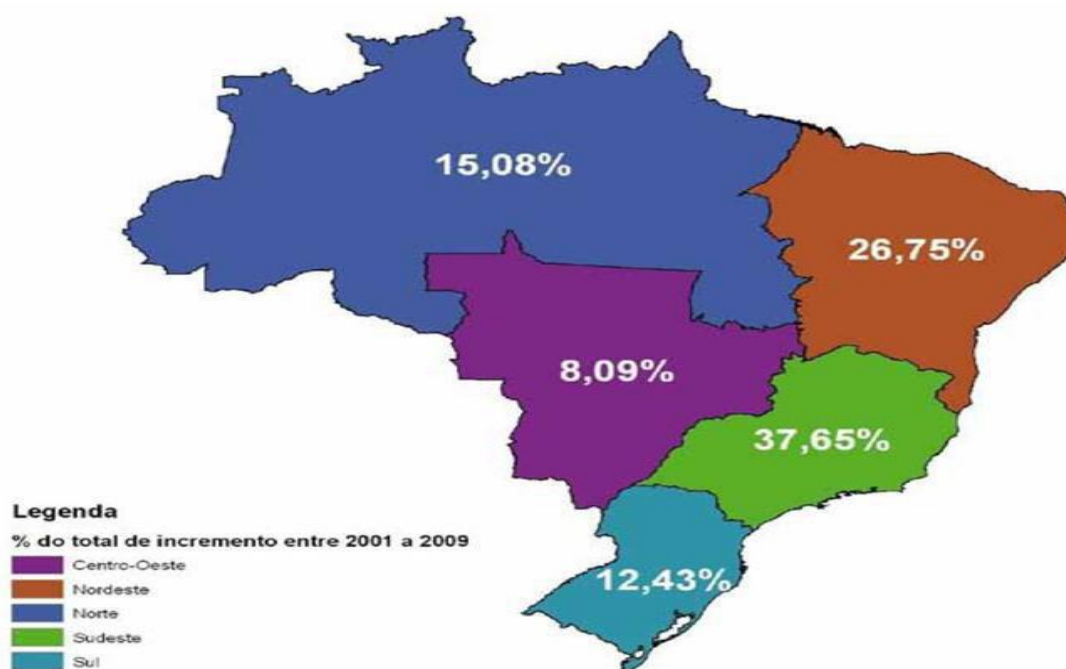 15,08%
26,75%
8,09%
37,65%
12,43%
Legenda
% do total de incremento entre 2001 a 2009
Centro-Oeste
Nordeste
Norte
Sudeste
Sul